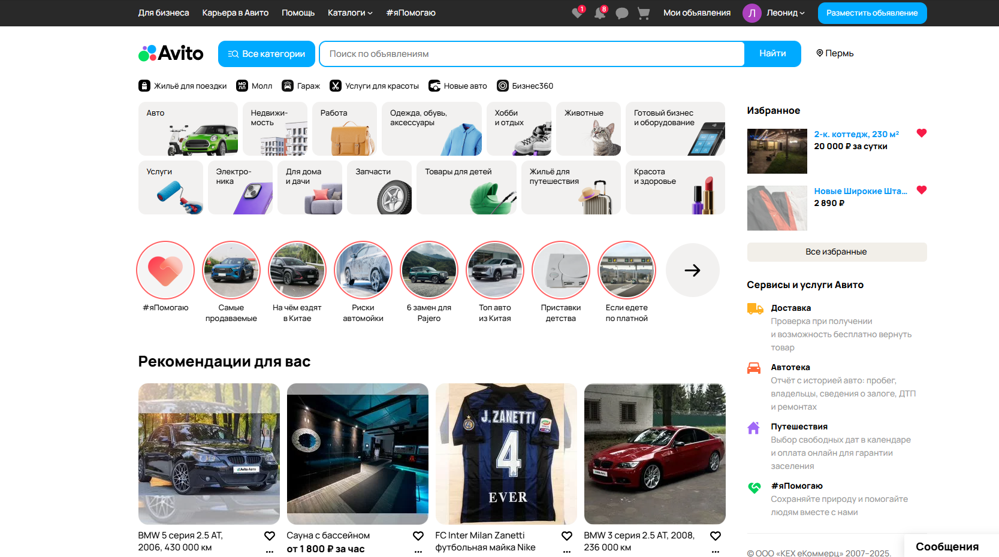 Для бизнеса Карьера в Авито Помощь Каталоги #яПомогаю 1 8 Мои объявления Л Леонид Разместить объявление
Avito Все категории Поиск по объявлениям Найти Пермь
Жильё для поездки МОЛЛ Молл Гараж Услуги для красоты Новые авто Бизнес360
Авто
Недвижи-
мость
Работа
Одежда, обувь,
аксессуары
Хобби
и отдых
Животные
Готовый бизнес
и оборудование
Услуги
Электро-
ника
Для дома
и дачи
Запчасти
Товары для детей
Жильё для
путешествия
Красота
и здоровье
#яПомогаю
Самые
продаваемые
На чём ездят
в Китае
Риски
автомойки
6 замен для
Pajero
Топ авто
из Китая
Приставки
детства
Если едете
по платной
Рекомендации для вас
Avito Авто
BMW 5 серия 2.5 AT,
2006, 430 000 км
Сауна с бассейном
от 1 800 ₽ за час
J.ZANETTI
4
EVER
FC Inter Milan Zanetti
футбольная майка Nike
BMW 3 серия 2.5 AT, 2008,
236 000 км
Избранное
2-к. коттедж, 230 м²
20 000 ₽ за сутки
Новые Широкие Шта...
2 890 ₽
Все избранные
Сервисы и услуги Авито
Доставка
Проверка при получении
и возможность бесплатно вернуть
товар
Автотека
Отчёт с историей авто: пробег,
владельцы, сведения о залоге, ДТП
и ремонтах
Путешествия
Выбор свободных дат в календаре
и оплата онлайн для гарантии
заселения
#яПомогаю
Сохраняйте природу и помогайте
людям вместе с нами
© ООО «КЕХ еКоммерц» 2007–2025.
Сообщения